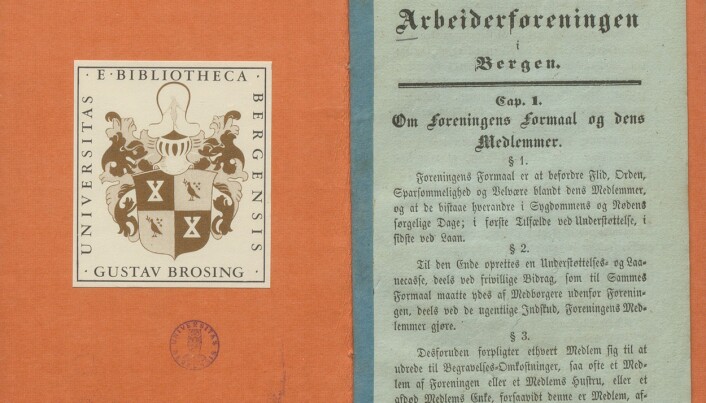 · E · BIBLIOTHECA ·
UNIVERSITAS
BERGENSIS
· GUSTAV BROSING ·
UNIVERSITAS
Arbeiderforeningen
i
Bergen.
Cap. 1.
Om Foreningens Formaal og dens
Medlemmer.
§ 1.
Foreningens Formaal er at befordre Flid, Orden,
Sparsommelighed og Velvære blandt dens Medlemmer,
og at bistaae hverandre i Sygdommens og Nødens
sørgelige Dage; i første Tilfælde ved Understøttelse, i
sidste ved Laan.
§ 2.
Til den Ende oprettes en Understøttelses- og Laa-
necasse, deels ved frivillige Bidrag, som til Sammes
Formaal maatte ydes af Medborgere udenfor Forenin-
gen, deels ved de ugentlige Indskud, Foreningens Med-
lemmer gjøre.
§ 3.
Desforuden forpligter ethvert Medlem sig til at
udrede til Begravelses-Omkostninger, saa ofte et Med-
lem af Foreningen eller et Medlems Hustru, eller et
afdød Medlems Enke, forsaavidt denne er Medlem, af-